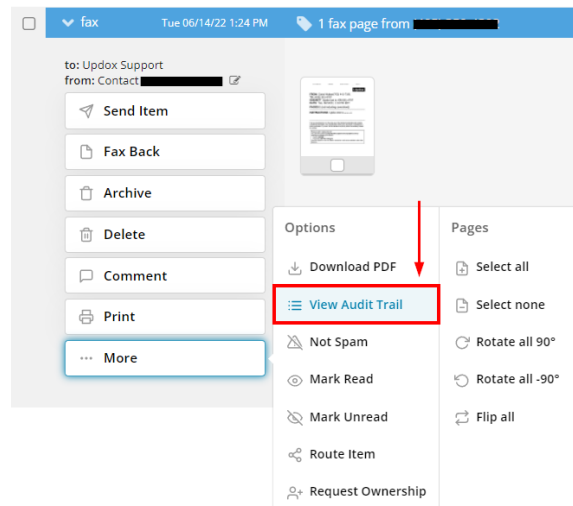 fax Tue 06/14/22 1:24 PM 1 fax page from
to: Updox Support
from: Contact
Send Item
Fax Back
Archive
Delete
Comment
Print
More
Options
Download PDF
View Audit Trail
Not Spam
Mark Read
Mark Unread
Route Item
Request Ownership
Pages
Select all
Select none
Rotate all 90°
Rotate all -90°
Flip all